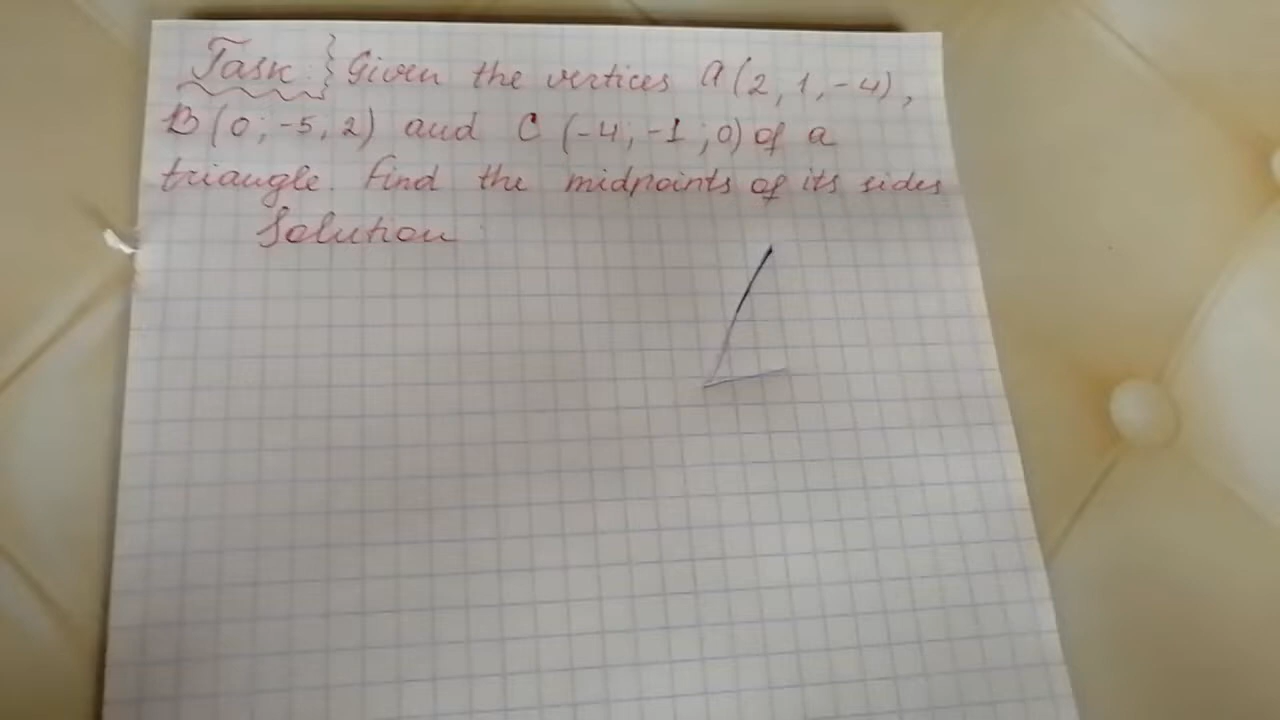 Task: Given the vertices A(2, 1, -4),
B(0; -5, 2) and C (-4; -1; 0) of a
triangle. Find the midpoints of its sides
Solution